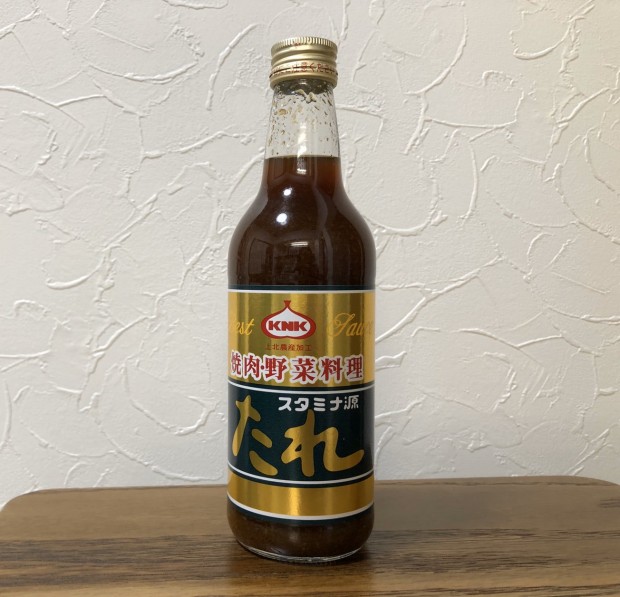 KNK
上北農産加工
焼肉・野菜料理
スタミナ源
たれ